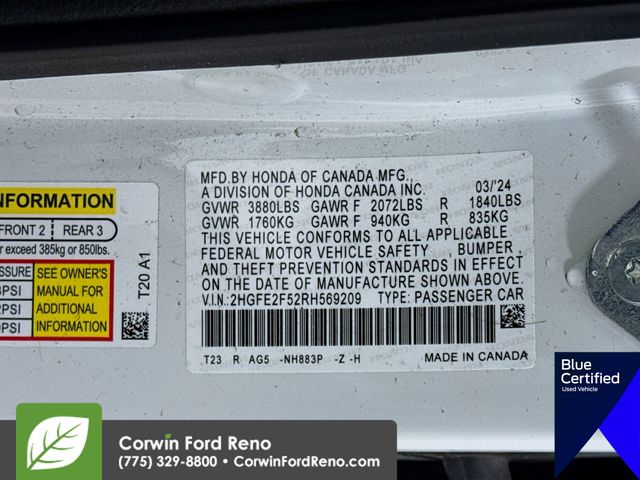 OF CANADA MFG.
MFD.BY HONDA OF CANADA MFG.,
A DIVISION OF HONDA CANADA INC. 03/'24
GVWR 3880LBS GAWR F 2072LBS R 1840LBS
GVWR 1760KG GAWR F 940KG R 835KG
THIS VEHICLE CONFORMS TO ALL APPLICABLE
FEDERAL MOTOR VEHICLE SAFETY , BUMPER ,
AND THEFT PREVENTION STANDARDS IN EFFECT
ON THE DATE OF MANUFACTURE SHOWN ABOVE.
V.I.N:2HGFE2F52RH569209 TYPE: PASSENGER CAR
T23 R AG5 -NH883P -Z -H MADE IN CANADA
INFORMATION
FRONT 2 REAR 3
exceed 385kg or 850lbs.
SEE OWNER'S
PSI MANUAL FOR
PSI ADDITIONAL
PSI INFORMATION
T20 A1
Blue
Certified
Used Vehicle
Corwin Ford Reno
(775) 329-8800 • CorwinFordReno.com